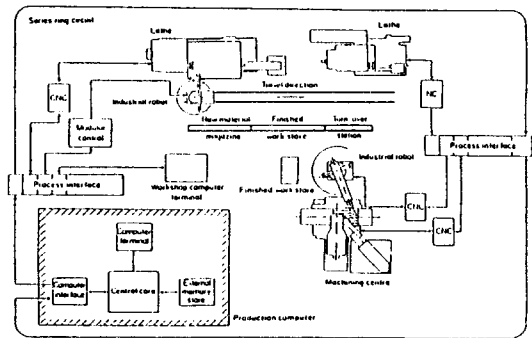 Series ring circuit
Lathe
Lathe
CNC
Industrial robot
Travel direction
NC
Modular
control
Raw material
magazine
Finished
work store
Turn over
station
Process interface
Industrial robot
Process interface
Workshop computer
terminal
Finished work store
CNC
CNC
Computer
terminal
Machining centre
Computer
interface
Central core
External
memory
store
Production computer